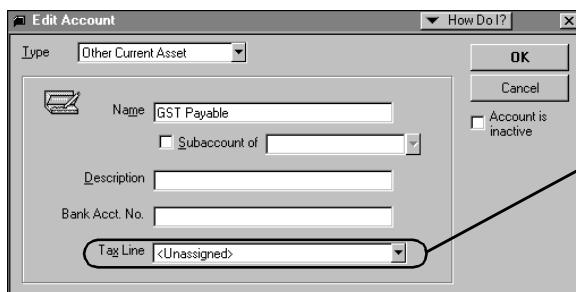 Edit Account
How Do I?
Type Other Current Asset
OK
Cancel
Name GST Payable
Account is
inactive
Subaccount of
Description
Bank Acct. No.
Tax Line <Unassigned>